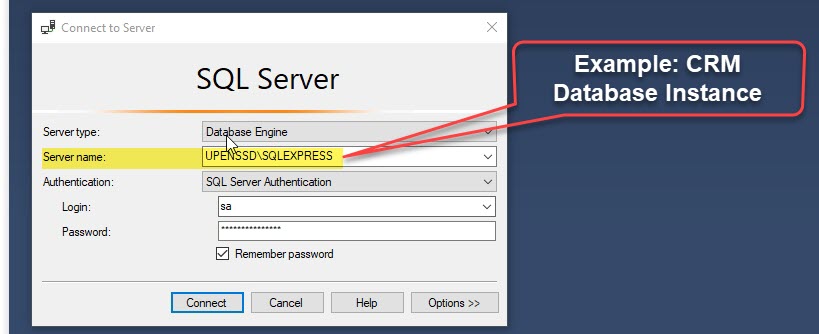 Connect to Server
SQL Server
Example: CRM
Database Instance
Server type: Database Engine
Server name: UPENSSD\SQLEXPRESS
Authentication: SQL Server Authentication
Login: sa
Password: ***************
Remember password
Connect Cancel Help Options >>